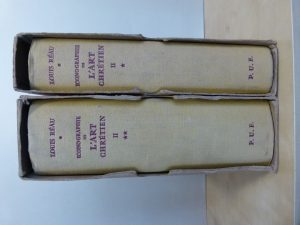 LOUIS RÉAU
*
ICONOGRAPHIE
DE
L'ART
CHRÉTIEN
II
*
P. U. F.
LOUIS RÉAU
*
ICONOGRAPHIE
DE
L'ART
CHRÉTIEN
II
**
P. U. F.